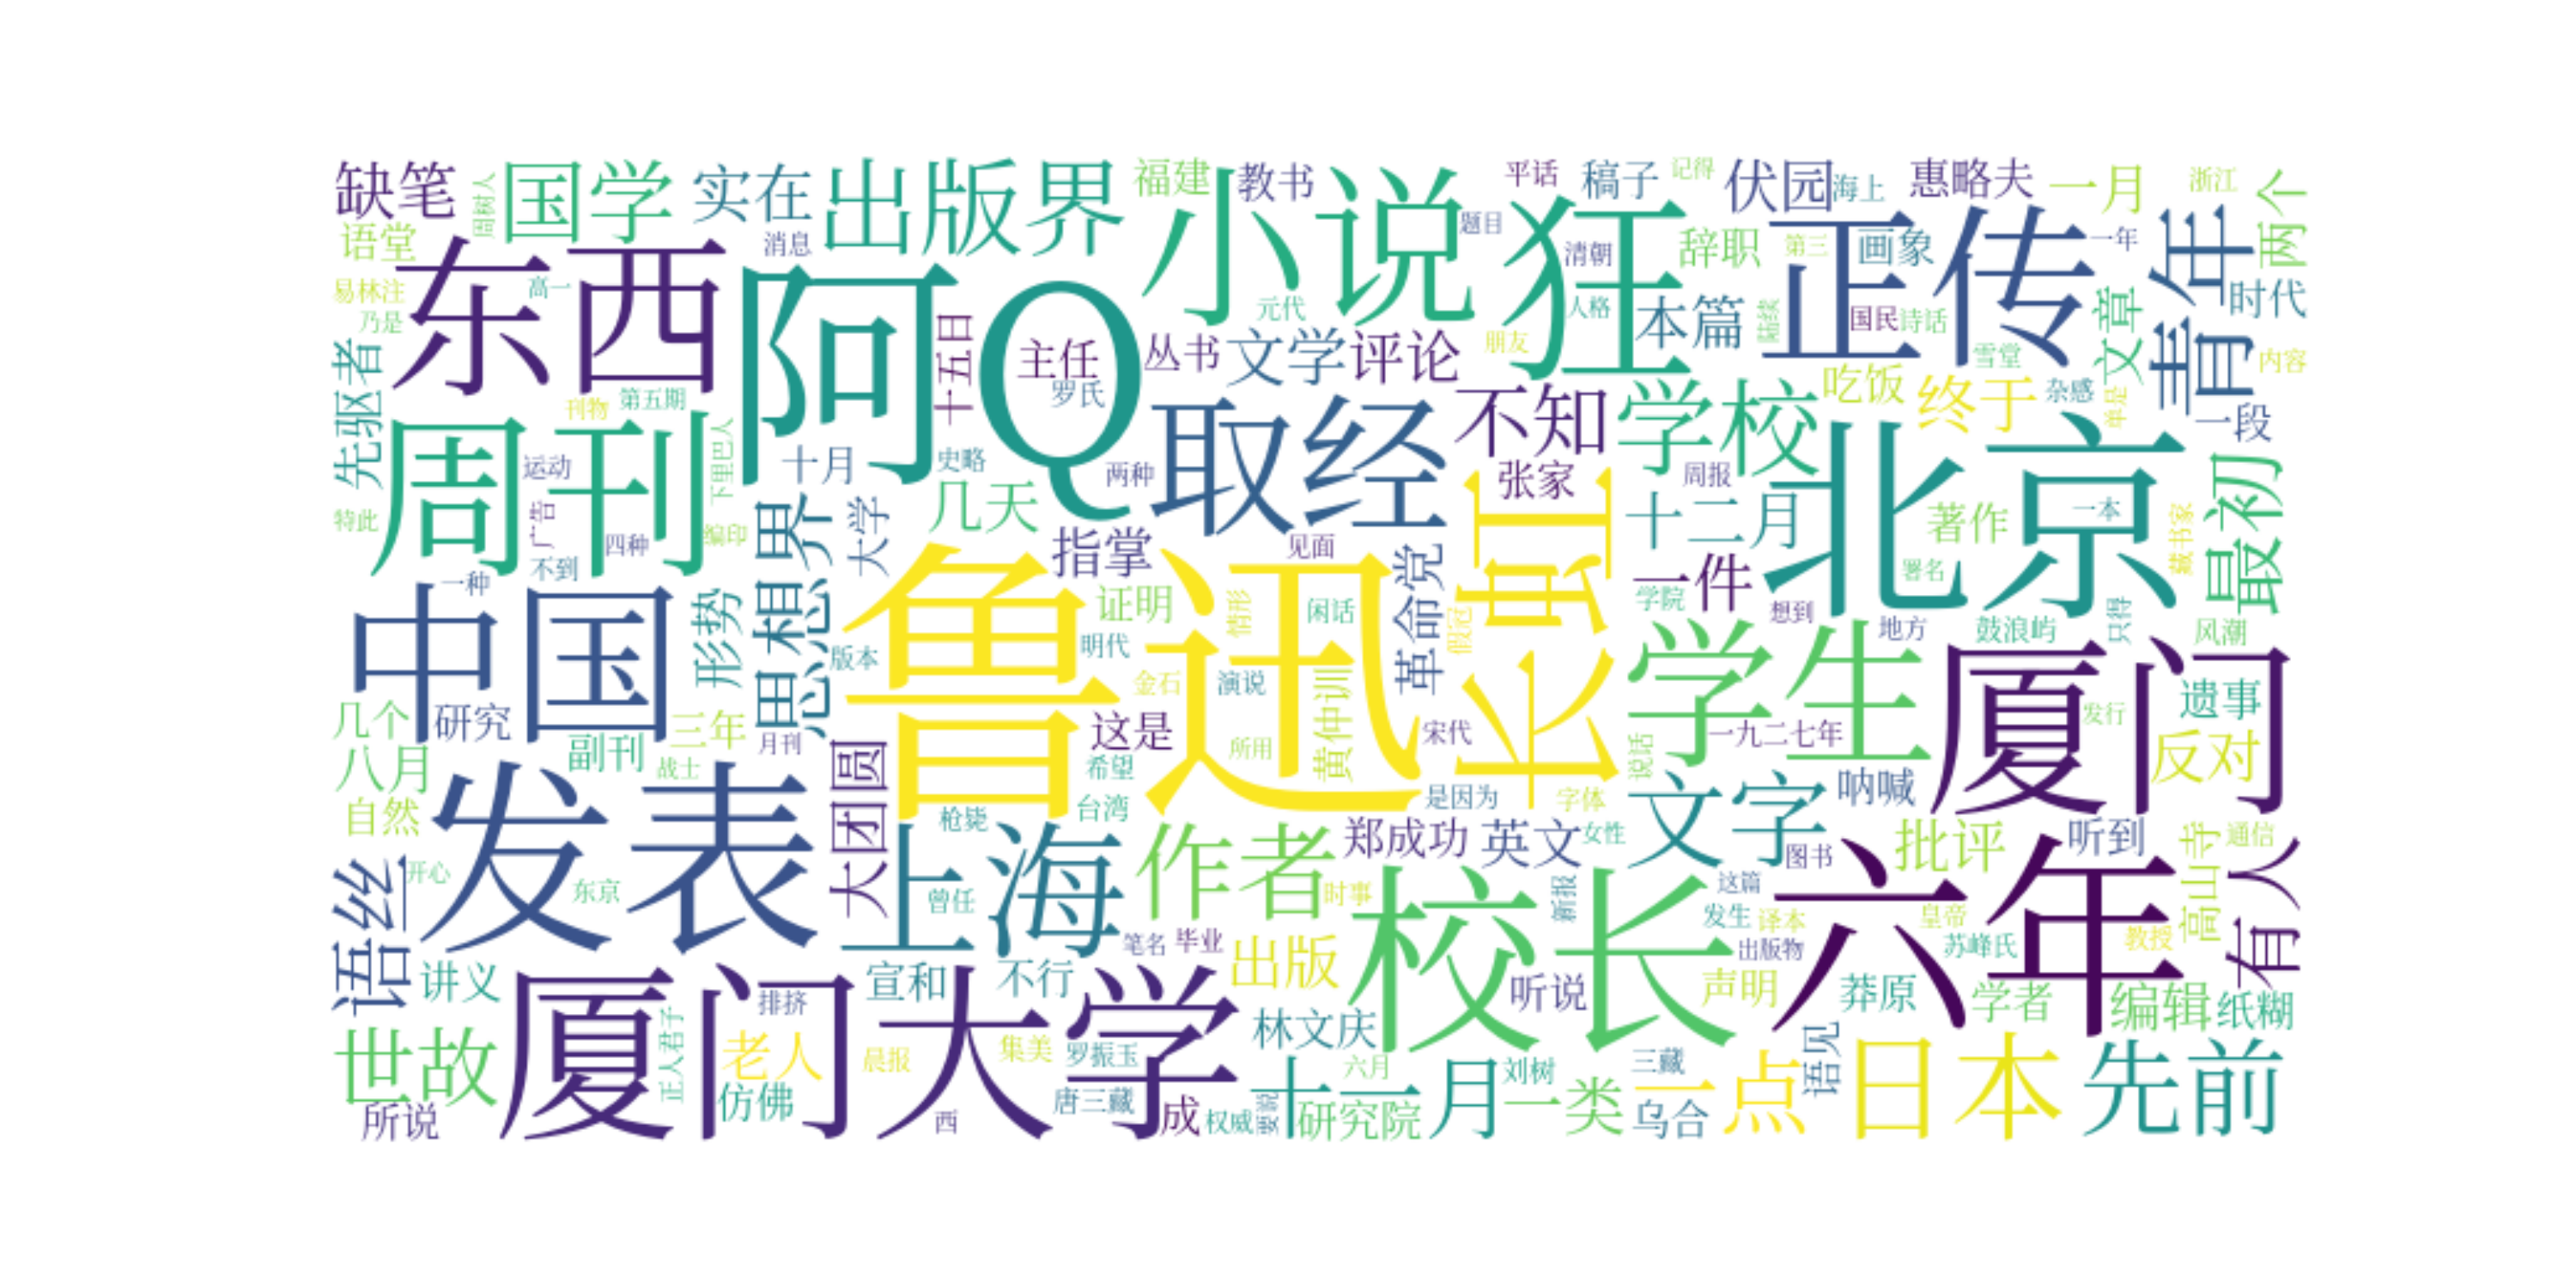 缺笔
周树人
国学
实在
出版界
福建
小说
教书
平话
稿子
记得
伏园
海上
惠略夫
一月
浙江
两个
语堂
消息
题目
狂
清朝
辞职
第三
画象
正传
一年
青年
时代
东西
易林注
高一
乃是
阿Q
十五日
主任
罗氏
丛书
元代
文学
评论
朋友
人格
本篇
陆续
国民
诗话
雪堂
文章
内容
先驱者
刊物
第五期
周刊
运动
下里巴人
十月
史略
几天
两种
取经
不知
学校
吃饭
终于
杂感
单是
一段
特此
广告
四种
编印
不到
思想界
大学
指掌
见面
张家
周报
十二月
北京
著作
一本
署名
藏书家
最初
中国
一种
形势
版本
鲁迅
证明
明代
情形
闲话
革命党
假冠
一件
学院
想到
地方
鼓浪屿
只得
风潮
几个
研究
三年
八月
副刊
战士
月刊
自然
大团圆
这是
金石
演说
黄仲训
所用
希望
宋代
学生
一九二七年
说话
厦门
遗事
发行
反对
发表
枪毙
台湾
是因为
字体
文字
呐喊
语丝
开心
东京
上海
曾任
作者
郑成功
英文
女性
时事
图书
批评
听到
高山寺
通信
有人
校长
新报
这篇
发生
译本
出版物
六年
皇帝
苏峰氏
教授
讲义
厦门大学
排挤
宣和
不行
笔名
毕业
出版
听说
声明
莽原
学者
编辑
纸糊
世故
正人君子
老人
晨报
集美
罗振玉
林文庆
六月
刘树
三藏
语见
日本
先前
所说
仿佛
西
唐三藏
成
权威
要说
十一月
研究院
一类
乌合
一点